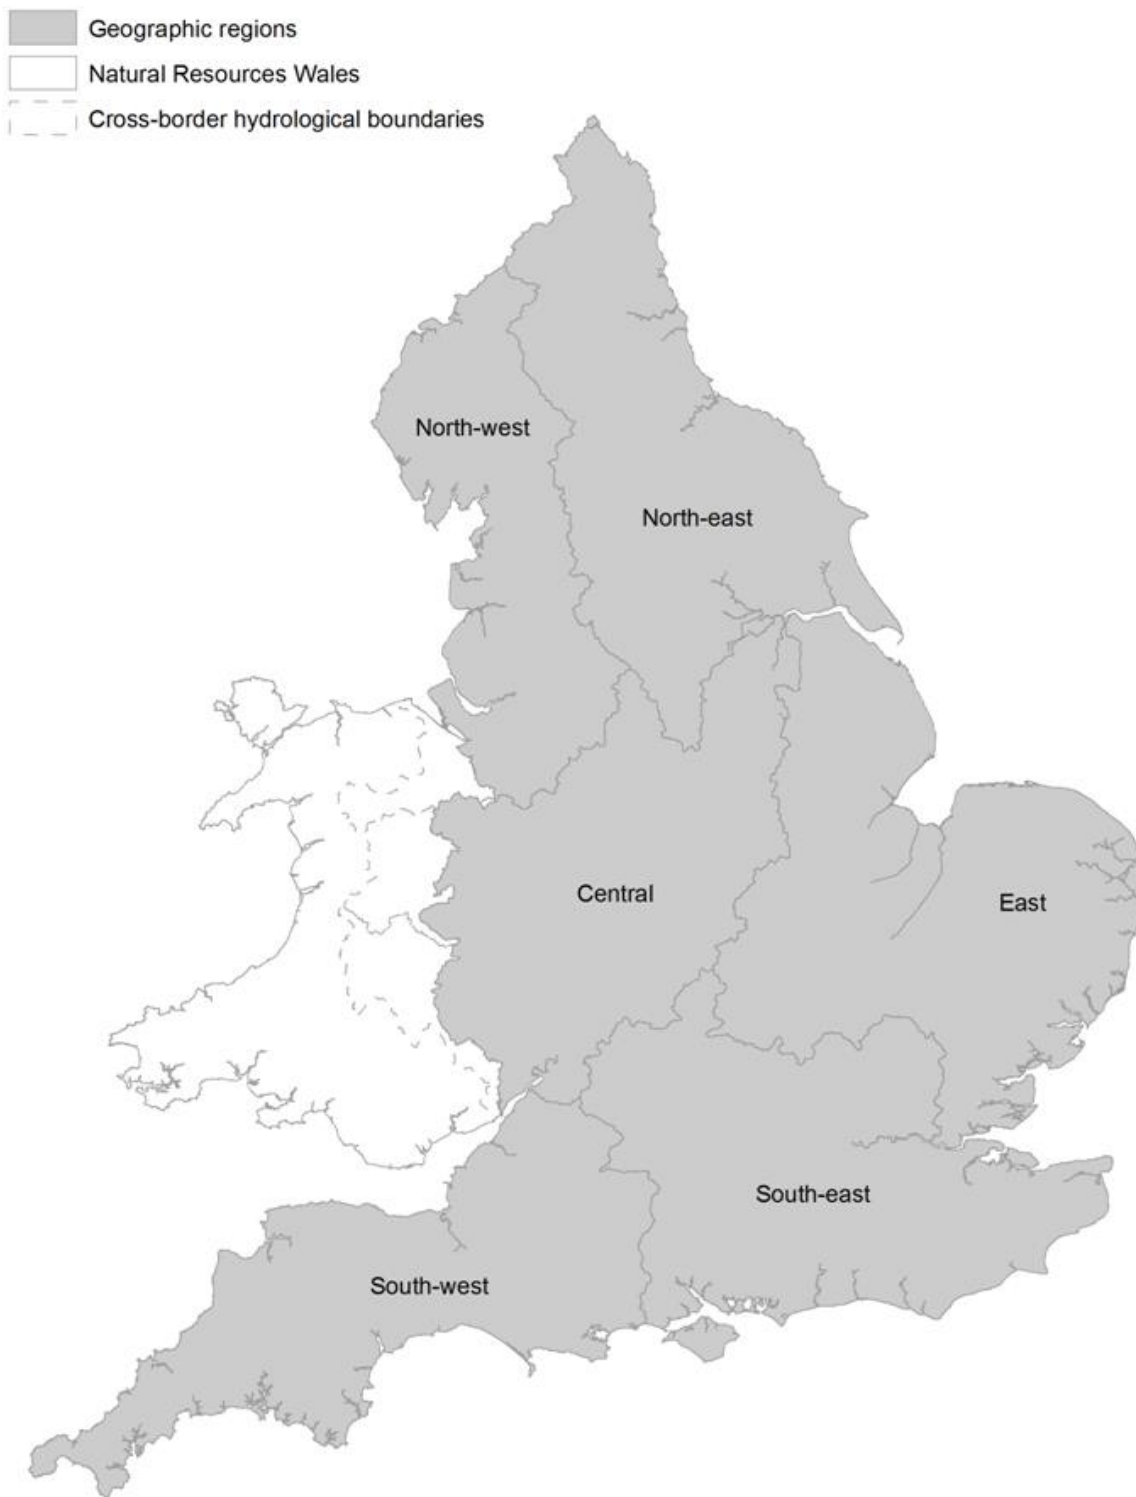 Geographic regions
Natural Resources Wales
Cross-border hydrological boundaries
North-west
North-east
Central
East
South-east
South-west